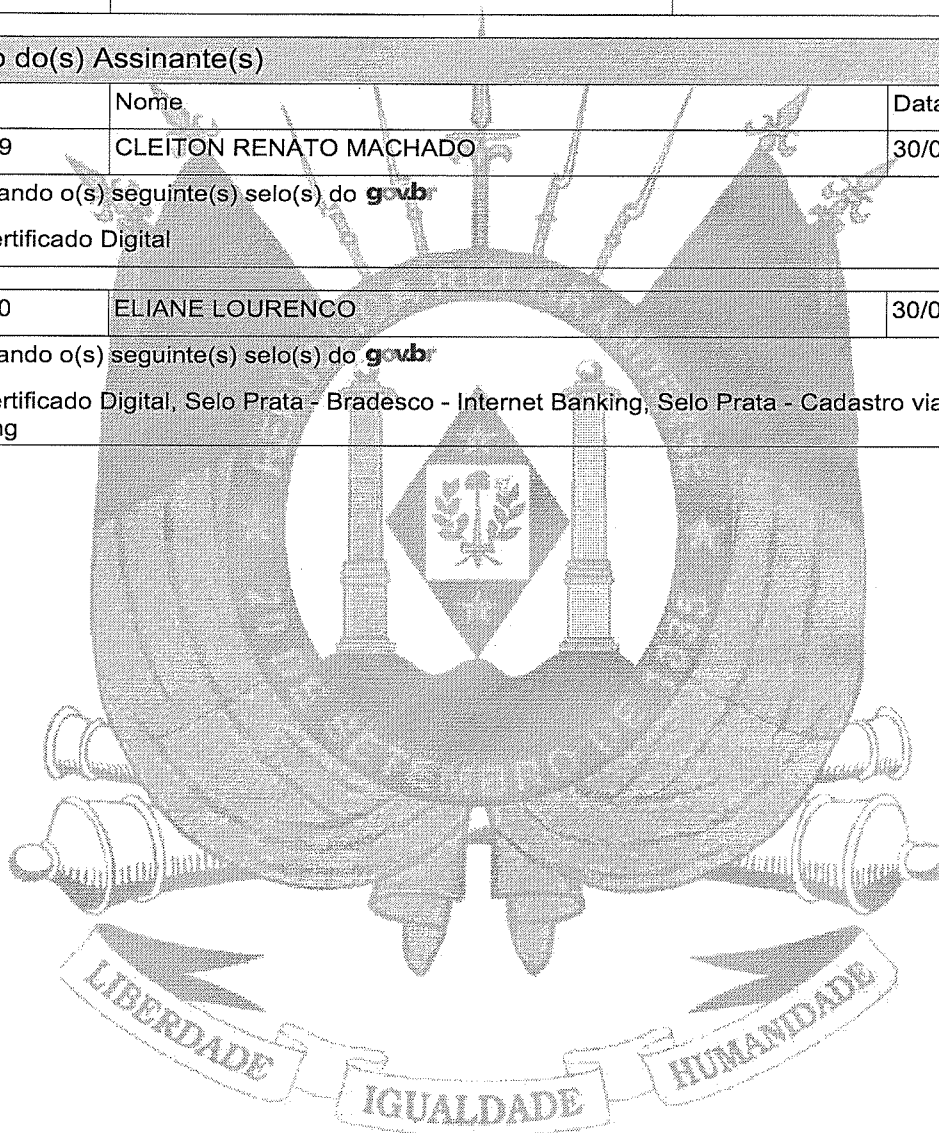 o do(s) Assinante(s)
Nome
Data
9
CLEITON RENATO MACHADO
30/0
ando o(s) seguinte(s) selo(s) do gov.br
ertificado Digital
0
ELIANE LOURENCO
30/0
ando o(s) seguinte(s) selo(s) do gov.br
ertificado Digital, Selo Prata - Bradesco - Internet Banking, Selo Prata - Cadastro via
ng
LIBERDADE
IGUALDADE
HUMANIDADE